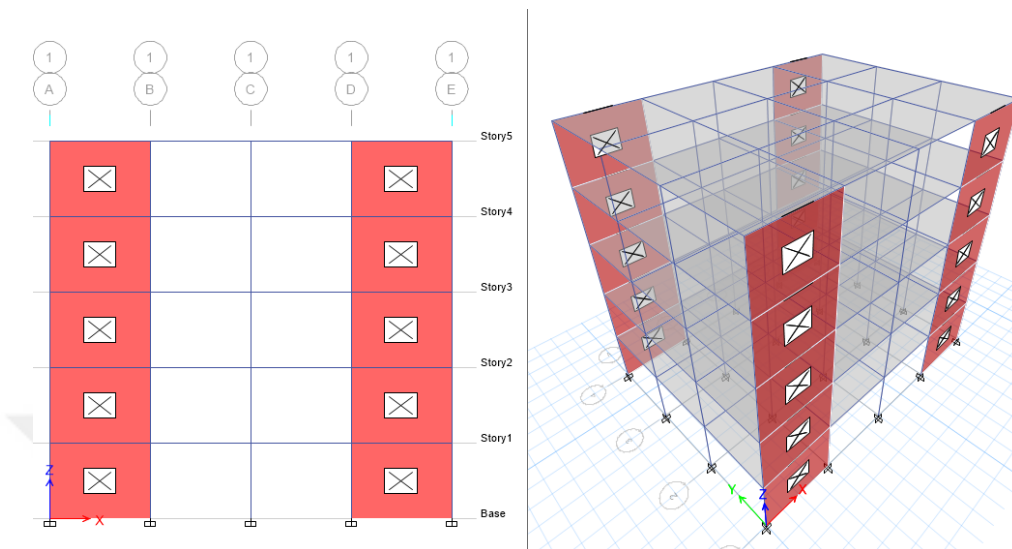 1 1 1 1 1
A B C D E
Story5
Story4
Story3
Story2
Story1
Z
X
Base
Y Z X